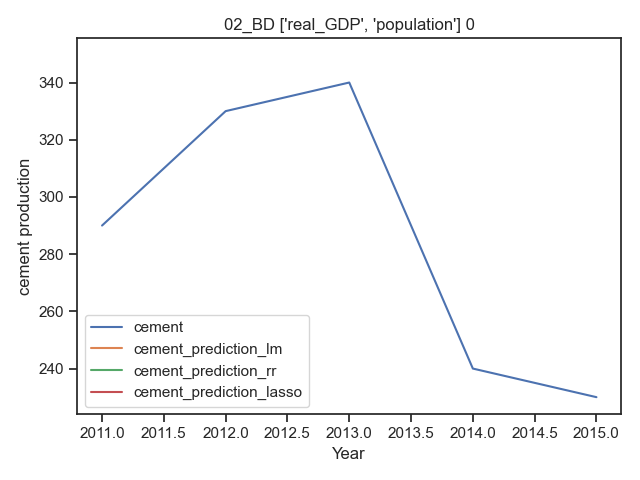 02_BD ['real_GDP', 'population'] 0
cement production
340
320
300
280
260
240
cement
cement_prediction_lm
cement_prediction_rr
cement_prediction_lasso
2011.0 2011.5 2012.0 2012.5 2013.0 2013.5 2014.0 2014.5 2015.0
Year